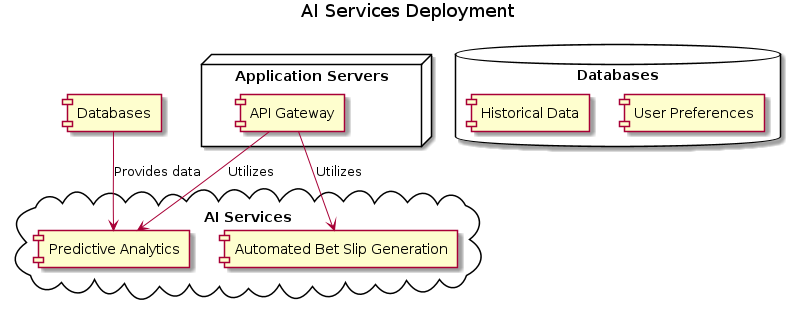 AI Services Deployment
Application Servers
Databases
Databases
API Gateway
Historical Data
User Preferences
Provides data
Utilizes
Utilizes
AI Services
Predictive Analytics
Automated Bet Slip Generation